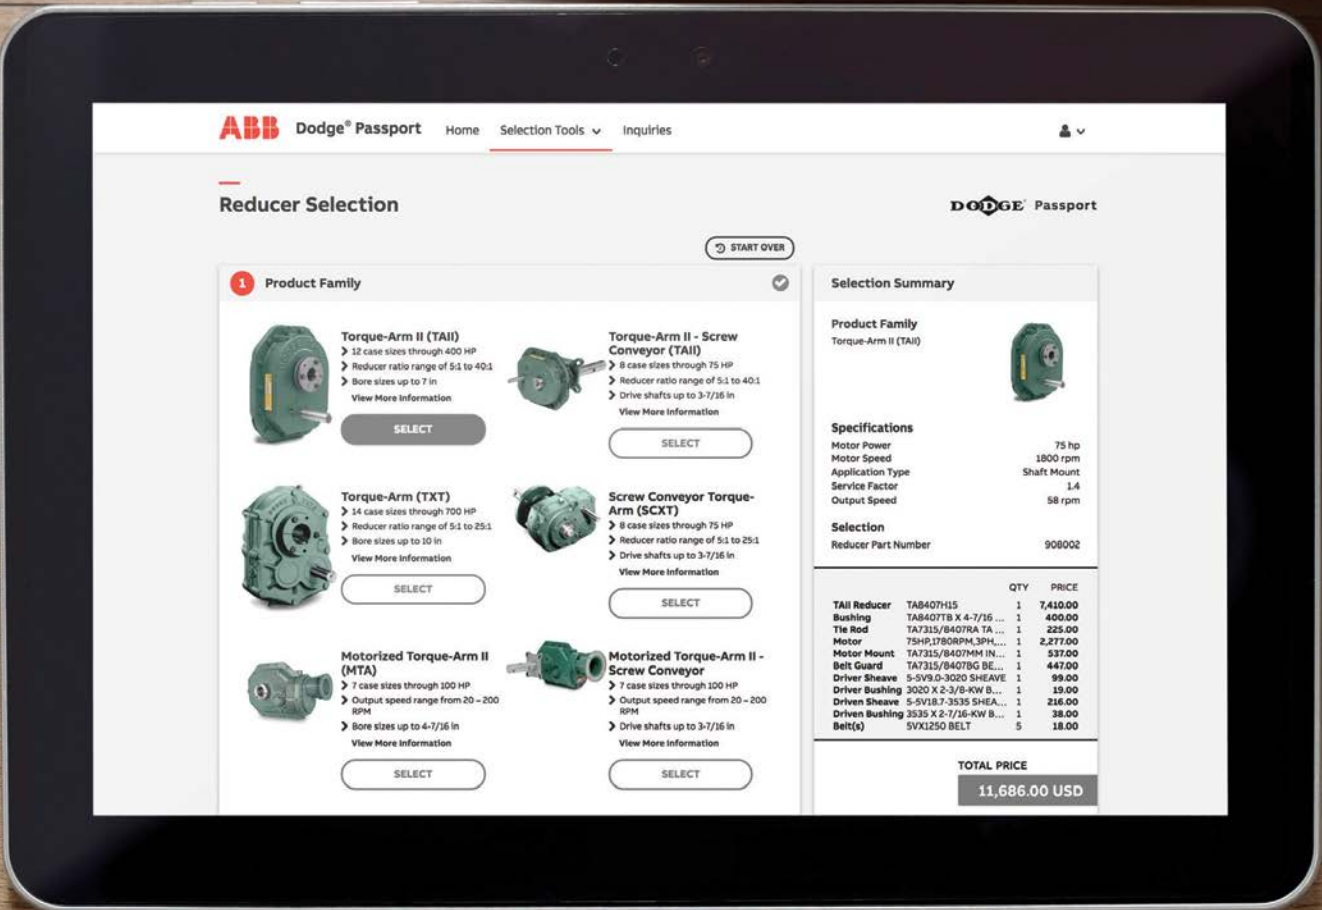 ABB Dodge® Passport Home Selection Tools Inquiries
Reducer Selection
DODGE® Passport
START OVER
1 Product Family
Torque-Arm II (TAII)
12 case sizes through 400 HP
Reducer ratio range of 5:1 to 40:1
Bore sizes up to 7 in
View More Information
SELECT
Torque-Arm II - Screw
Conveyor (TAII)
8 case sizes through 75 HP
Reducer ratio range of 5:1 to 40:1
Drive shafts up to 3-7/16 in
View More Information
SELECT
Torque-Arm (TXT)
14 case sizes through 700 HP
Reducer ratio range of 5:1 to 25:1
Bore sizes up to 10 in
View More Information
SELECT
Screw Conveyor Torque-
Arm (SCXT)
8 case sizes through 75 HP
Reducer ratio range of 5:1 to 25:1
Drive shafts up to 3-7/16 in
View More Information
SELECT
Motorized Torque-Arm II
(MTA)
7 case sizes through 100 HP
Output speed range from 20 – 200
RPM
Bore sizes up to 4-7/16 in
View More Information
SELECT
Motorized Torque-Arm II -
Screw Conveyor
7 case sizes through 100 HP
Output speed range from 20 – 200
RPM
Drive shafts up to 3-7/16 in
View More Information
SELECT
Selection Summary
Product Family
Torque-Arm II (TAII)
Specifications
Motor Power 75 hp
Motor Speed 1800 rpm
Application Type Shaft Mount
Service Factor 1.4
Output Speed 58 rpm
Selection
Reducer Part Number 908002
QTY PRICE
TAII Reducer TA8407H15 1 7,410.00
Bushing TA8407TB X 4-7/16 ... 1 400.00
Tie Rod TA7315/8407RA TA ... 1 225.00
Motor 75HP,1780RPM,3PH,... 1 2,277.00
Motor Mount TA7315/8407MM IN... 1 537.00
Belt Guard TA7315/8407BG BE... 1 447.00
Driver Sheave 5-5V9.0-3020 SHEAVE 1 99.00
Driver Bushing 3020 X 2-3/8-KW B... 1 19.00
Driven Sheave 5-5V18.7-3535 SHEA... 1 216.00
Driven Bushing 3535 X 2-7/16-KW B... 1 38.00
Belt(s) 5VX1250 BELT 5 18.00
TOTAL PRICE
11,686.00 USD